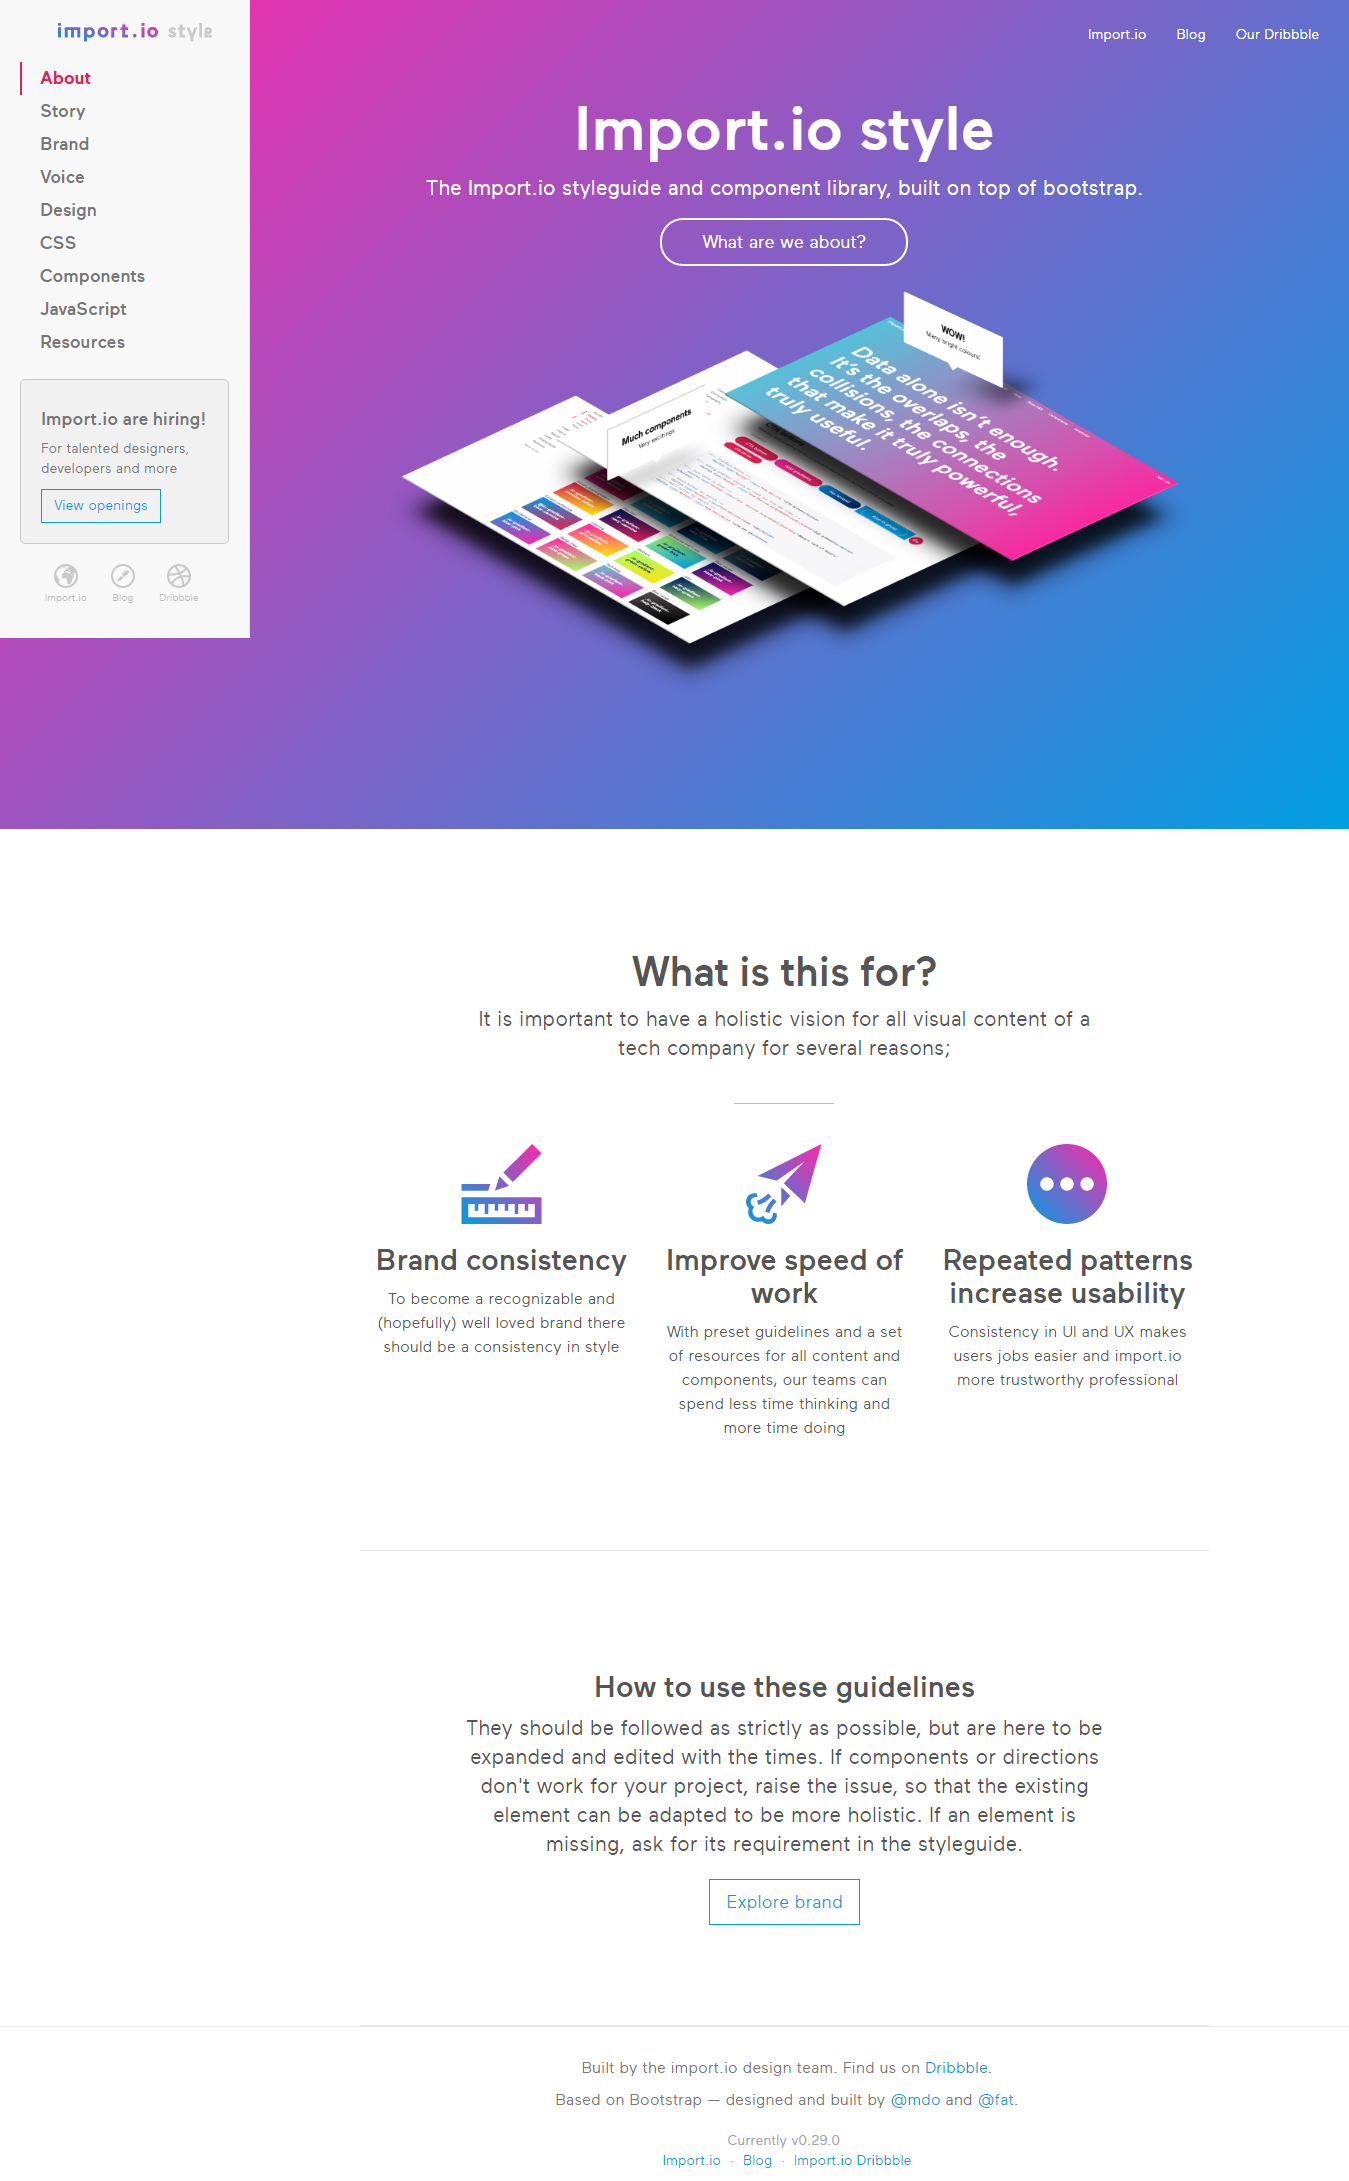 import.io style
About
Story
Brand
Voice
Design
CSS
Components
JavaScript
Resources
Import.io are hiring!
For talented designers,
developers and more
View openings
Import.io Blog Dribbble
Import.io Blog Our Dribbble
Import.io style
The Import.io styleguide and component library, built on top of bootstrap.
What are we about?
WOW!
Many bright colours!
Data alone isn't enough.
It's the overlaps, the
collisions, the connections
that make it truly powerful,
truly useful.
Much components
Very excitings
What is this for?
It is important to have a holistic vision for all visual content of a
tech company for several reasons;
Brand consistency
To become a recognizable and
(hopefully) well loved brand there
should be a consistency in style
Improve speed of
work
With preset guidelines and a set
of resources for all content and
components, our teams can
spend less time thinking and
more time doing
Repeated patterns
increase usability
Consistency in UI and UX makes
users jobs easier and import.io
more trustworthy professional
How to use these guidelines
They should be followed as strictly as possible, but are here to be
expanded and edited with the times. If components or directions
don't work for your project, raise the issue, so that the existing
element can be adapted to be more holistic. If an element is
missing, ask for its requirement in the styleguide.
Explore brand
Built by the import.io design team. Find us on Dribbble.
Based on Bootstrap — designed and built by @mdo and @fat.
Currently v0.29.0
Import.io · Blog · Import.io Dribbble